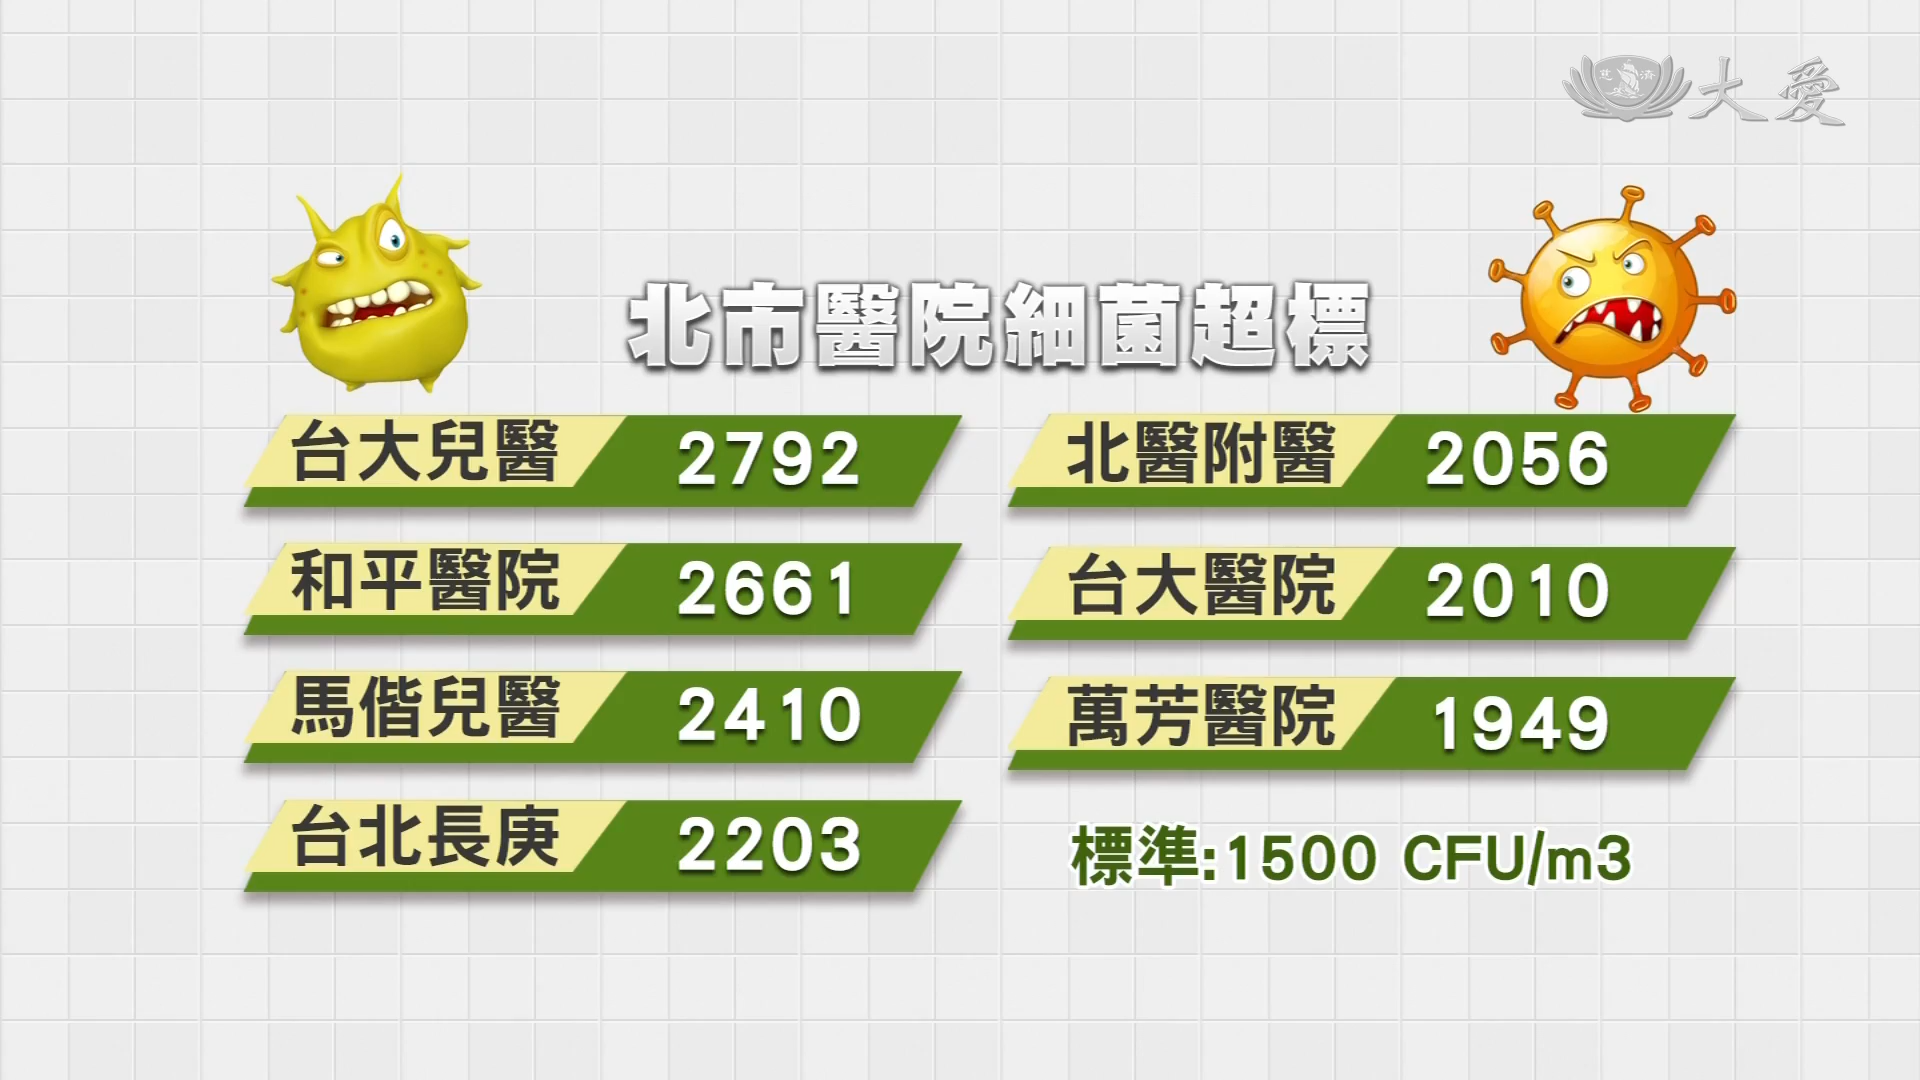 慈濟
大愛
北市醫院細菌超標
台大兒醫 2792
和平醫院 2661
馬偕兒醫 2410
台北長庚 2203
北醫附醫 2056
台大醫院 2010
萬芳醫院 1949
標準:1500 CFU/m3